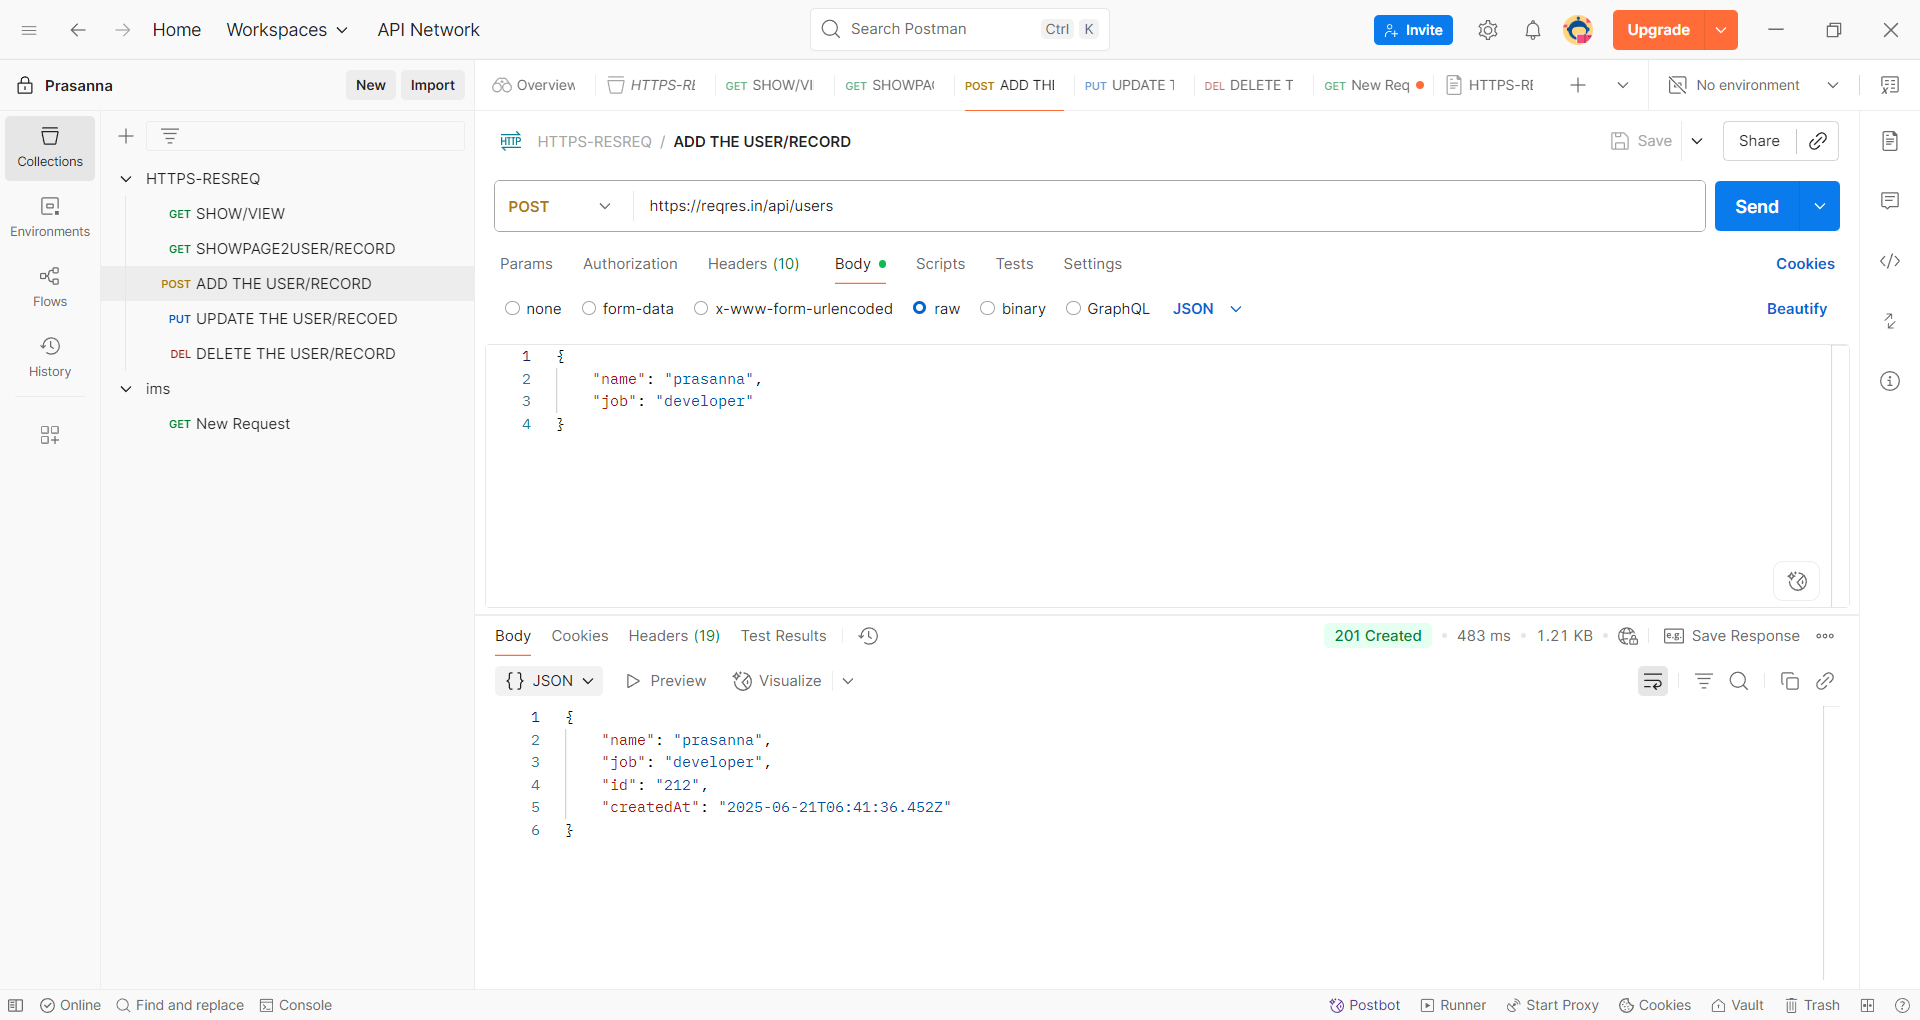 Home Workspaces API Network Search Postman Ctrl K Invite Upgrade
Prasanna New Import Overview HTTPS-RE GET SHOW/VI GET SHOWPA POST ADD THI PUT UPDATE T DEL DELETE T GET New Req HTTPS-RE No environment
Collections
Environments
Flows
History
HTTPS-RESREQ
GET SHOW/VIEW
GET SHOWPAGE2USER/RECORD
POST ADD THE USER/RECORD
PUT UPDATE THE USER/RECOED
DEL DELETE THE USER/RECORD
ims
GET New Request
HTTP HTTPS-RESREQ / ADD THE USER/RECORD Save Share
POST https://reqres.in/api/users Send
Params Authorization Headers (10) Body Scripts Tests Settings Cookies
none form-data x-www-form-urlencoded raw binary GraphQL JSON Beautify
1 {
2 "name": "prasanna",
3 "job": "developer"
4 }
Body Cookies Headers (19) Test Results 201 Created 483 ms 1.21 KB e.g. Save Response
{} JSON Preview Visualize
1 {
2 "name": "prasanna",
3 "job": "developer",
4 "id": "212",
5 "createdAt": "2025-06-21T06:41:36.452Z"
6 }
Online Find and replace Console Postbot Runner Start Proxy Cookies Vault Trash